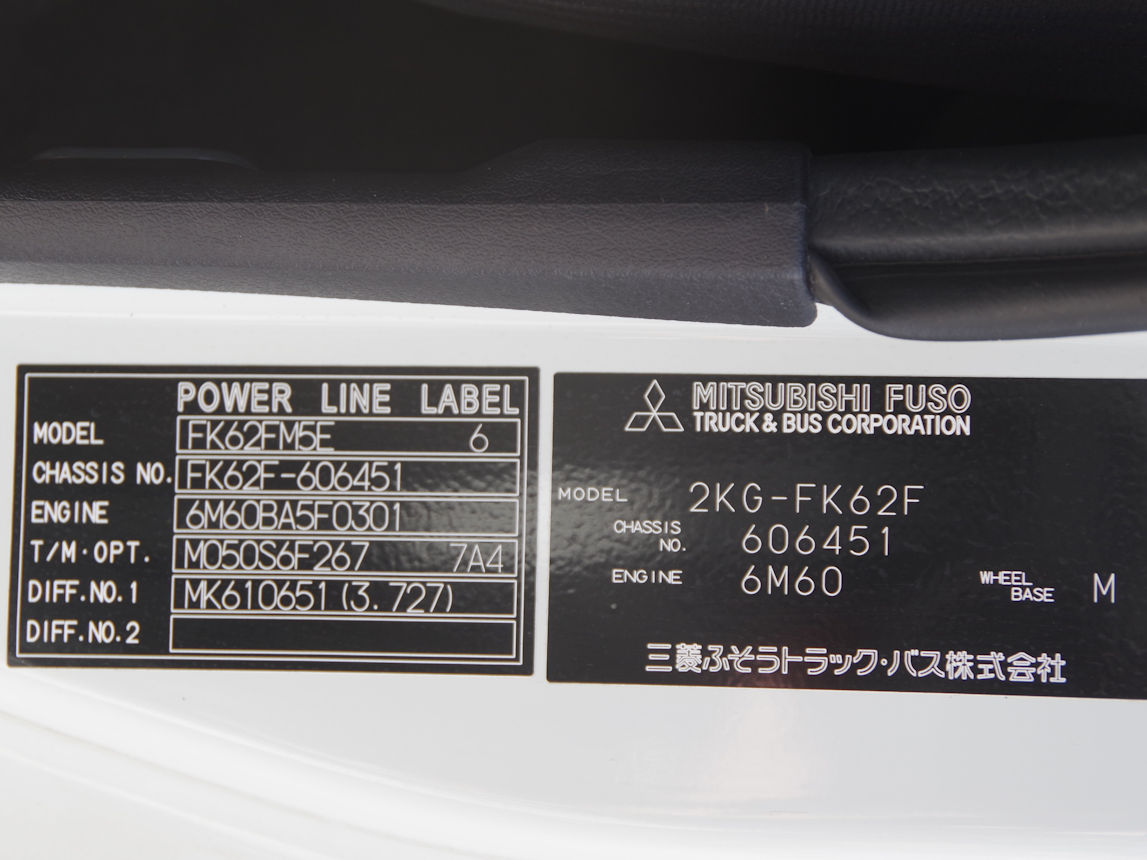 POWER LINE LABEL
MODEL FK62FM5E 6
CHASSIS NO. FK62F-606451
ENGINE 6M60BA5F0301
T/M·OPT. M050S6F267 7A4
DIFF.NO.1 MK610651(3.727)
DIFF.NO.2
MITSUBISHI FUSO
TRUCK & BUS CORPORATION
MODEL 2KG-FK62F
CHASSIS NO. 606451
ENGINE 6M60 WHEEL BASE M
三菱ふそうトラック・バス株式会社